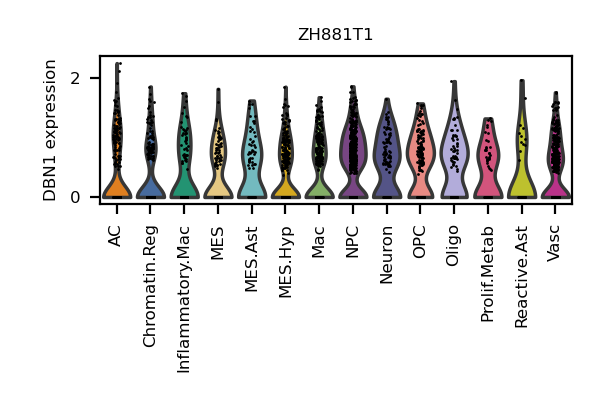 ZH881T1
DBN1 expression
2
0
AC
Chromatin.Reg
Inflammatory.Mac
MES
MES.Ast
MES.Hyp
Mac
NPC
Neuron
OPC
Oligo
Prolif.Metab
Reactive.Ast
Vasc